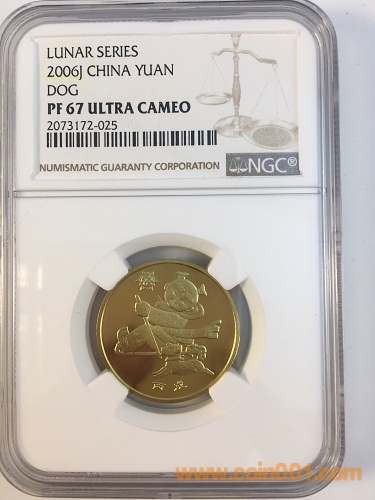 LUNAR SERIES
2006J CHINA YUAN
DOG
PF 67 ULTRA CAMEO
2073172-025
NUMISMATIC GUARANTY CORPORATION
NGC®
丙戌
www.coin001.com